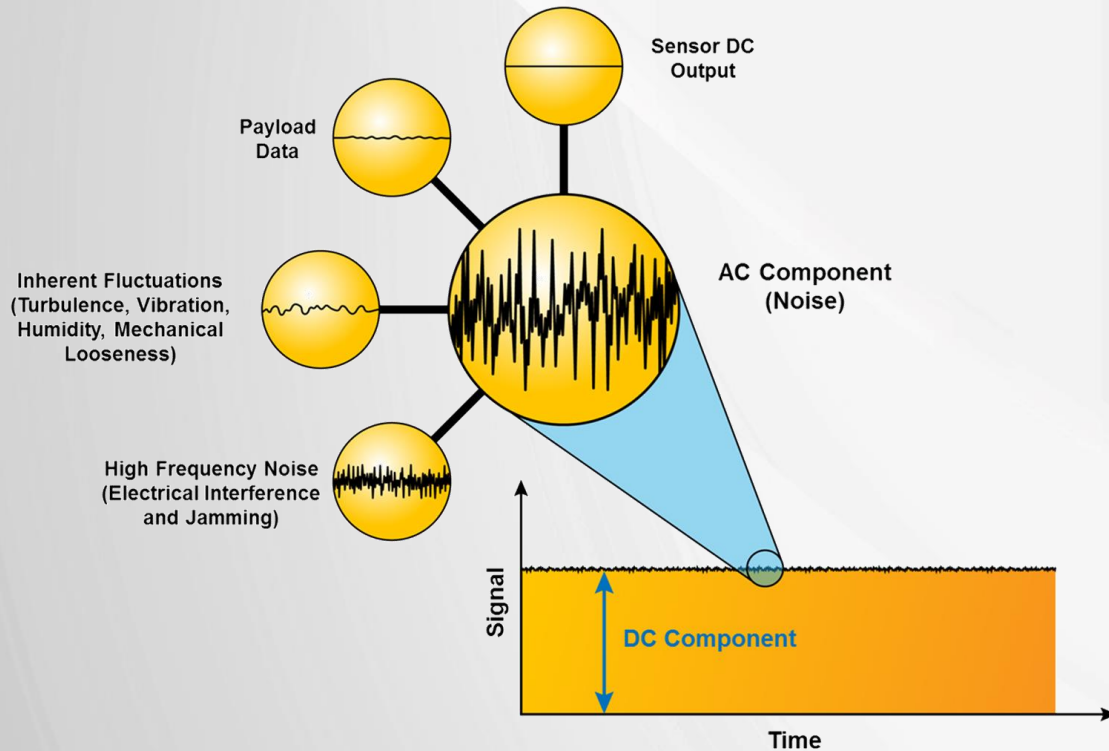 Sensor DC
Output
Payload
Data
Inherent Fluctuations
(Turbulence, Vibration,
Humidity, Mechanical
Looseness)
AC Component
(Noise)
High Frequency Noise
(Electrical Interference
and Jamming)
Signal
DC Component
Time